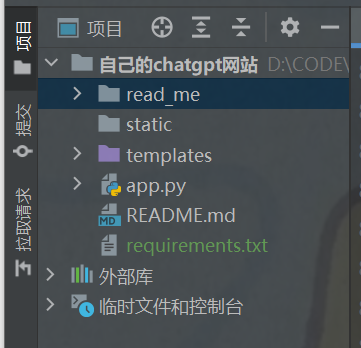 项目
提交
拉取请求
项目
自己的chatgpt网站 D:\CODE\
read_me
static
templates
app.py
MD README.md
requirements.txt
外部库
临时文件和控制台